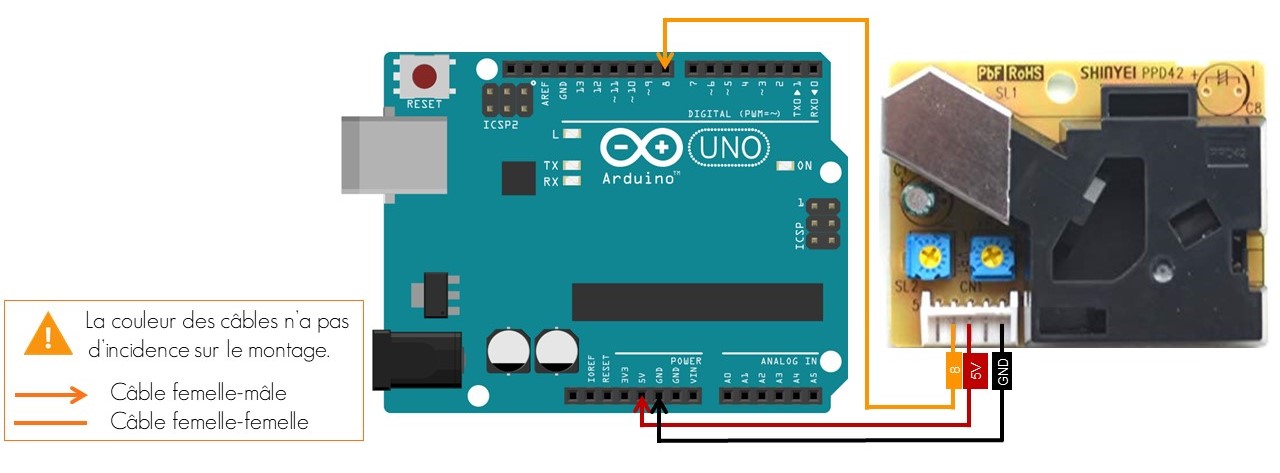 RESET
ICSP2
AREF
GND
13
12
~11
~10
~9
8
7
~6
~5
4
~3
2
TX0▶1
RX0◀0
DIGITAL (PWM=~)
L
TX
RX
Arduino™
UNO
ON
1
ICSP
IOREF
RESET
3V3
5V
GND
GND
VIN
POWER
A0
A1
A2
A3
A4
A5
ANALOG IN
PbF RoHS
SHINYEI PPD42
SL1
+
1
C8
PPD42
C1
+
SL2
CN1
5
8
5V
GND
La couleur des câbles n'a pas
d'incidence sur le montage.
Câble femelle-mâle
Câble femelle-femelle